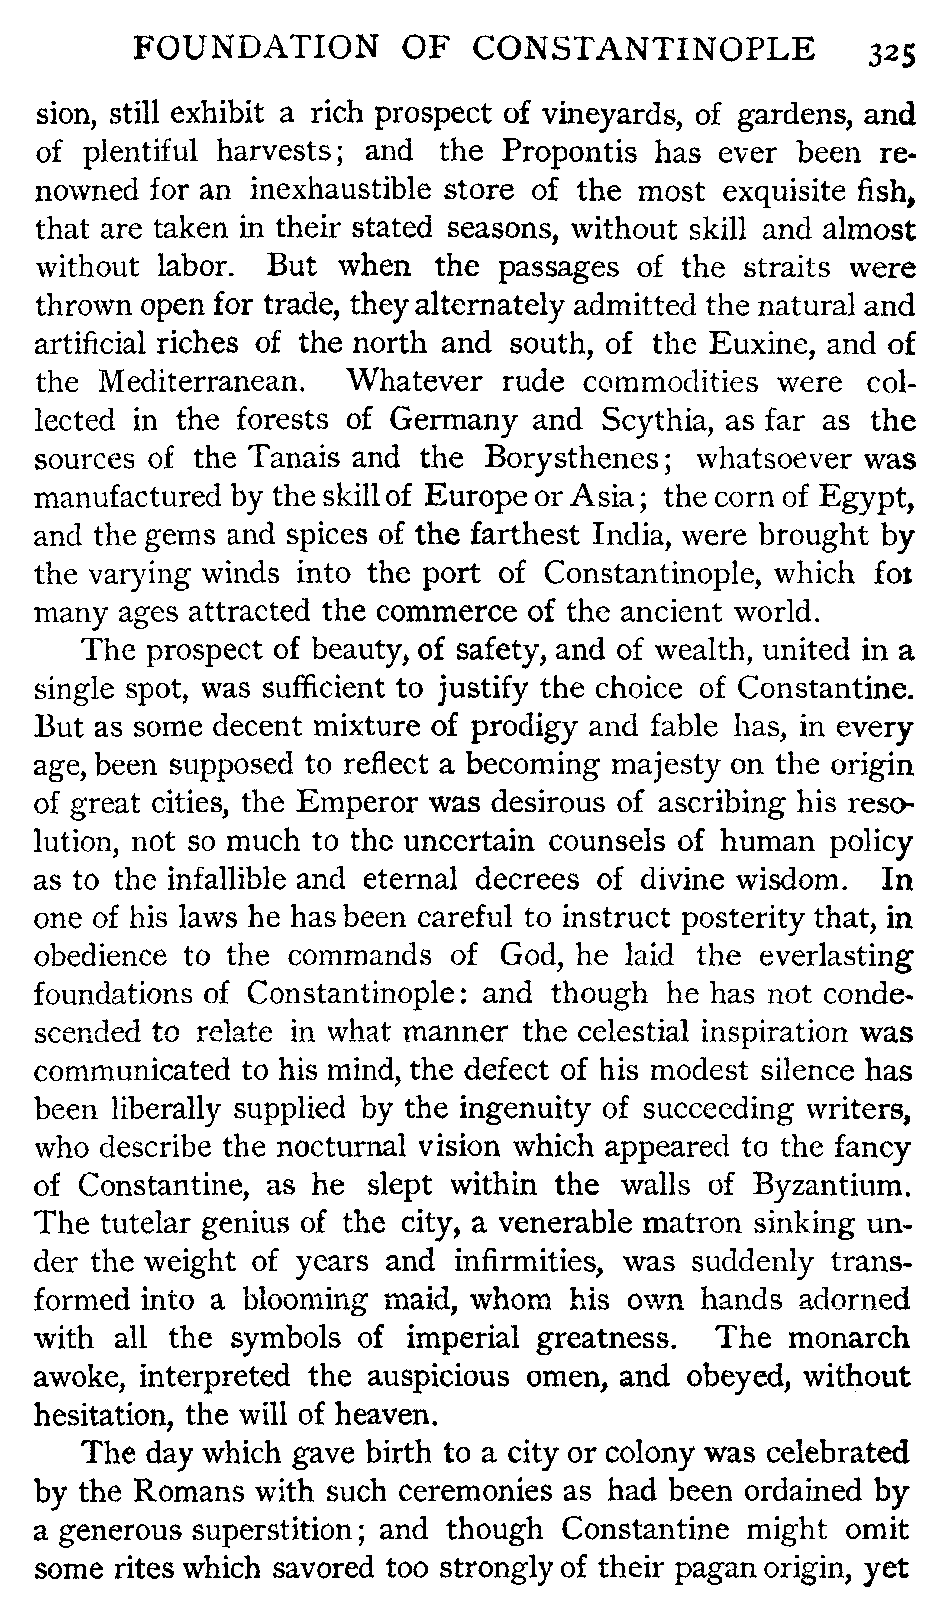 FOUNDATION OF CONSTANTINOPLE 325
sion, still exhibit a rich prospect of vineyards, of gardens, and
of plentiful harvests; and the Propontis has ever been re-
nowned for an inexhaustible store of the most exquisite fish,
that are taken in their stated seasons, without skill and almost
without labor. But when the passages of the straits were
thrown open for trade, they alternately admitted the natural and
artificial riches of the north and south, of the Euxine, and of
the Mediterranean. Whatever rude commodities were col-
lected in the forests of Germany and Scythia, as far as the
sources of the Tanais and the Borysthenes; whatsoever was
manufactured by the skill of Europe or Asia; the corn of Egypt,
and the gems and spices of the farthest India, were brought by
the varying winds into the port of Constantinople, which for
many ages attracted the commerce of the ancient world.
The prospect of beauty, of safety, and of wealth, united in a
single spot, was sufficient to justify the choice of Constantine.
But as some decent mixture of prodigy and fable has, in every
age, been supposed to reflect a becoming majesty on the origin
of great cities, the Emperor was desirous of ascribing his reso-
lution, not so much to the uncertain counsels of human policy
as to the infallible and eternal decrees of divine wisdom. In
one of his laws he has been careful to instruct posterity that, in
obedience to the commands of God, he laid the everlasting
foundations of Constantinople: and though he has not conde-
scended to relate in what manner the celestial inspiration was
communicated to his mind, the defect of his modest silence has
been liberally supplied by the ingenuity of succeeding writers,
who describe the nocturnal vision which appeared to the fancy
of Constantine, as he slept within the walls of Byzantium.
The tutelar genius of the city, a venerable matron sinking un-
der the weight of years and infirmities, was suddenly trans-
formed into a blooming maid, whom his own hands adorned
with all the symbols of imperial greatness. The monarch
awoke, interpreted the auspicious omen, and obeyed, without
hesitation, the will of heaven.
The day which gave birth to a city or colony was celebrated
by the Romans with such ceremonies as had been ordained by
a generous superstition; and though Constantine might omit
some rites which savored too strongly of their pagan origin, yet